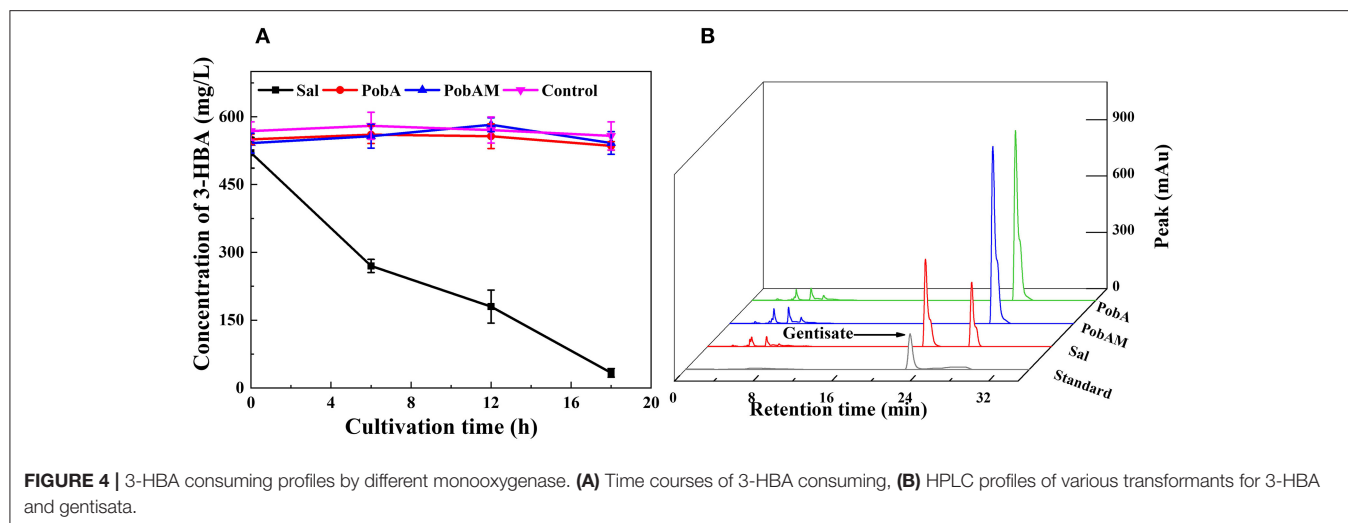 A
B
Sal PobA PobAM Control
Concentration of 3-HBA (mg/L)
600
450
300
150
0
0 4 8 12 16 20
Cultivation time (h)
900
600
300
0
Peak (mAu)
PobA
PobAM
Sal
Standard
Gentisate
0 8 16 24 32
Retention time (min)
FIGURE 4 | 3-HBA consuming profiles by different monooxygenase. (A) Time courses of 3-HBA consuming, (B) HPLC profiles of various transformants for 3-HBA
and gentisata.